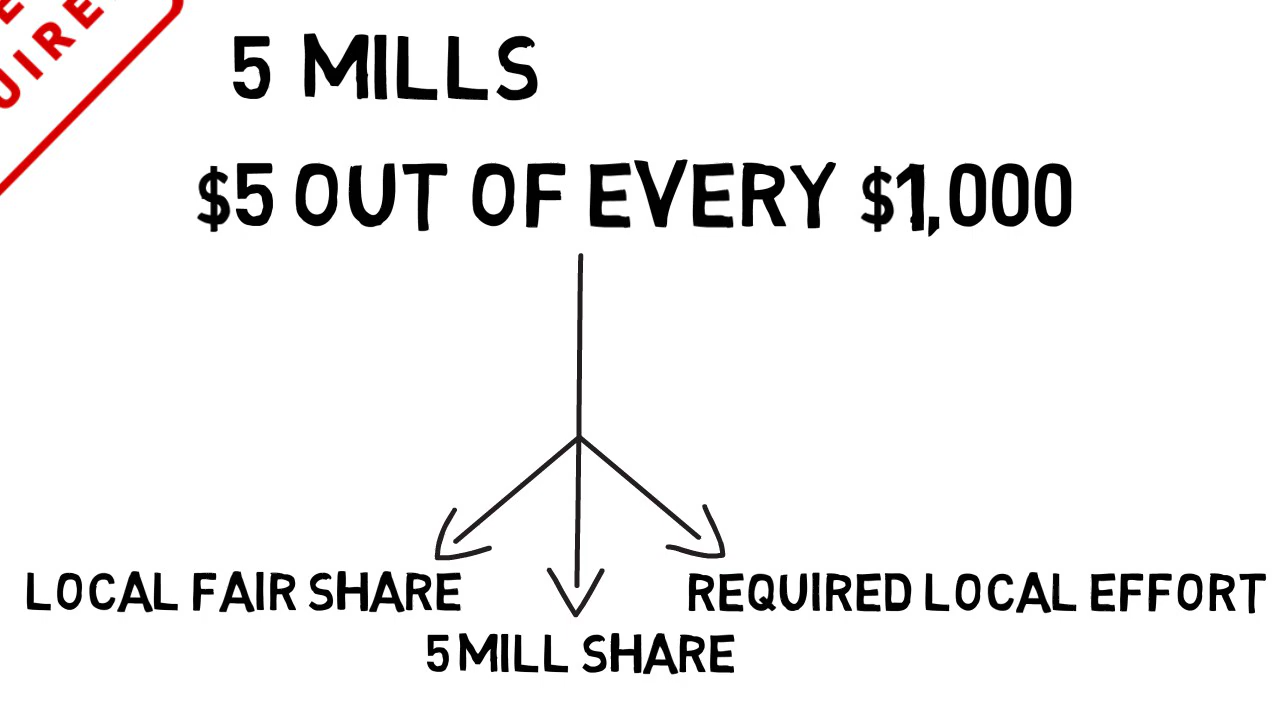 5 MILLS
$5 OUT OF EVERY $1,000
LOCAL FAIR SHARE
REQUIRED LOCAL EFFORT
5 MILL SHARE